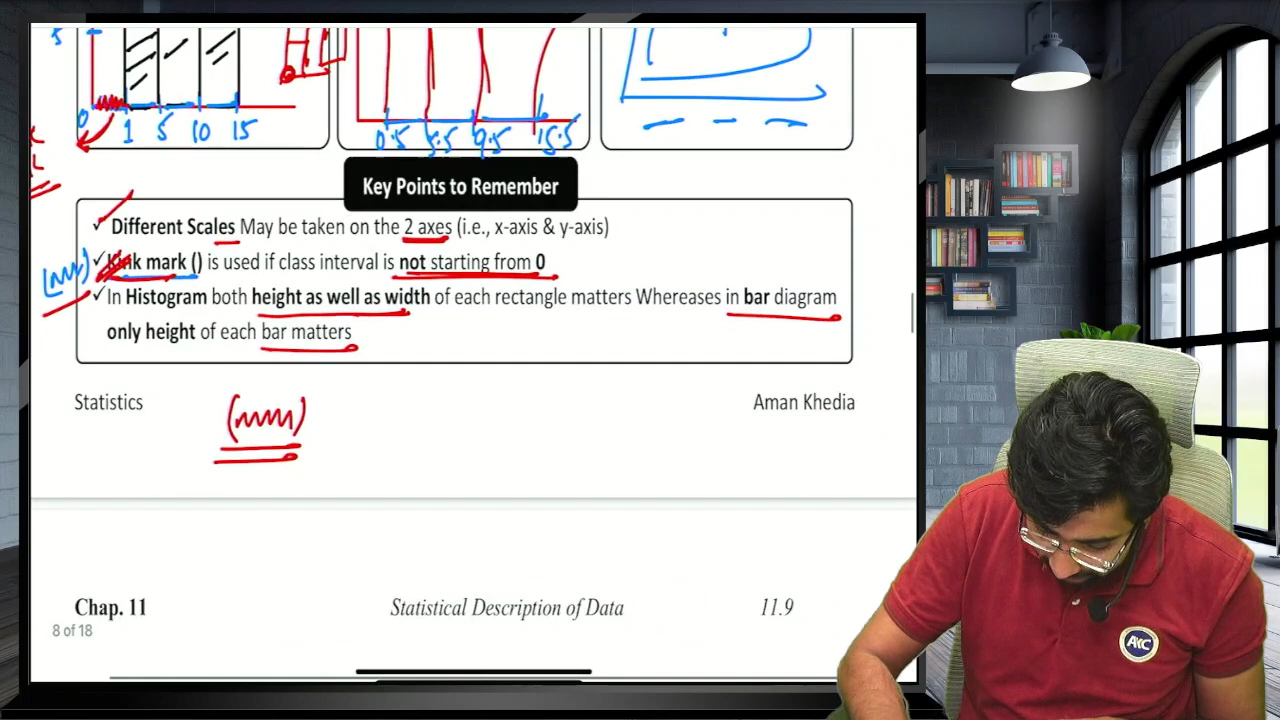 5
0 1 5 10 15
0.5 5.5 9.5 15.5
Key Points to Remember
Different Scales May be taken on the 2 axes (i.e., x-axis & y-axis)
Kink mark () is used if class interval is not starting from 0
In Histogram both height as well as width of each rectangle matters Whereases in bar diagram
only height of each bar matters
Statistics Aman Khedia
Chap. 11 Statistical Description of Data 11.9
8 of 18
AKC